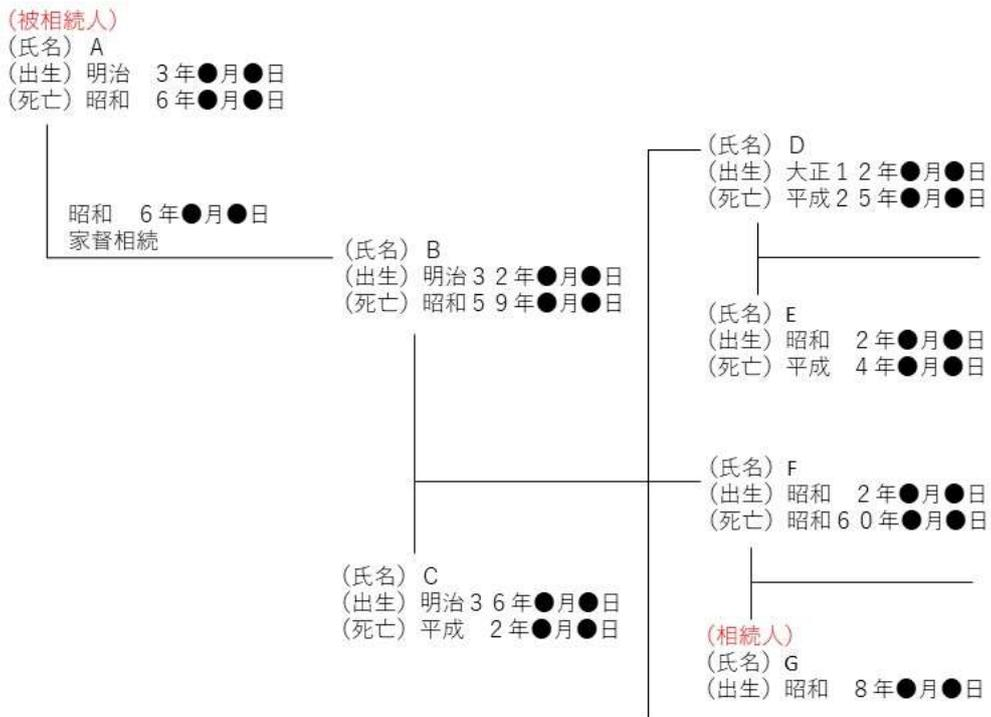 (被相続人)
(氏名) A
(出生) 明治　３年●月●日
(死亡) 昭和　６年●月●日
昭和　６年●月●日
家督相続
(氏名) B
(出生) 明治３２年●月●日
(死亡) 昭和５９年●月●日
(氏名) C
(出生) 明治３６年●月●日
(死亡) 平成　２年●月●日
(氏名) D
(出生) 大正１２年●月●日
(死亡) 平成２５年●月●日
(氏名) E
(出生) 昭和　２年●月●日
(死亡) 平成　４年●月●日
(氏名) F
(出生) 昭和　２年●月●日
(死亡) 昭和６０年●月●日
(相続人)
(氏名) G
(出生) 昭和　８年●月●日